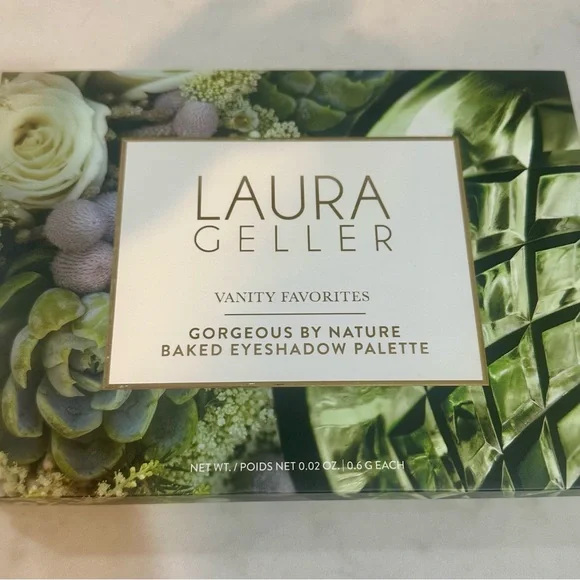 LAURA
GELLER
VANITY FAVORITES
GORGEOUS BY NATURE
BAKED EYESHADOW PALETTE
NET WT. / POIDS NET 0.02 OZ. | 0.6 G EACH